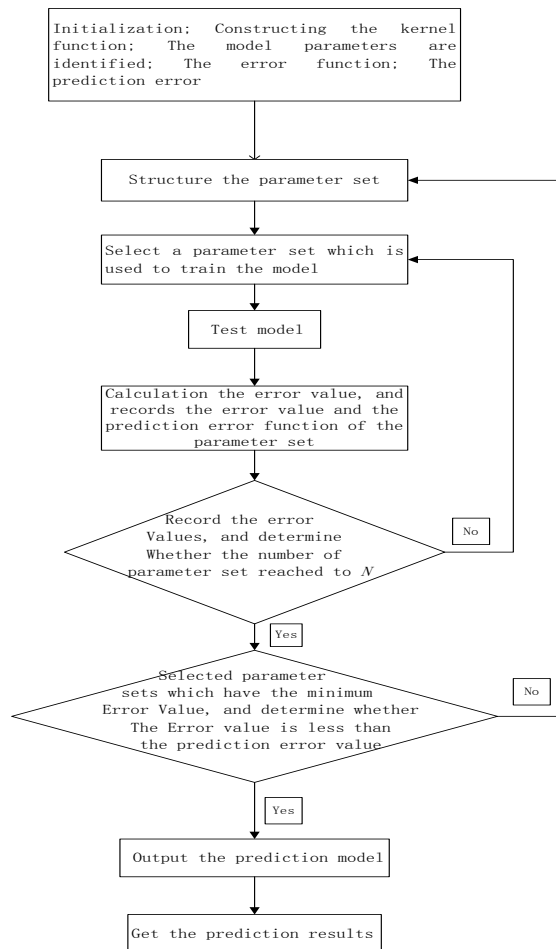 Initialization; Constructing the kernel
function; The model parameters are
identified; The error function; The
prediction error
Structure the parameter set
Select a parameter set which is
used to train the model
Test model
Calculation the error value, and
records the error value and the
prediction error function of the
parameter set
Record the error
Values, and determine
Whether the number of
parameter set reached to N
No
Yes
Selected parameter
sets which have the minimum
Error Value, and determine whether
The Error value is less than
the prediction error value
No
Yes
Output the prediction model
Get the prediction results